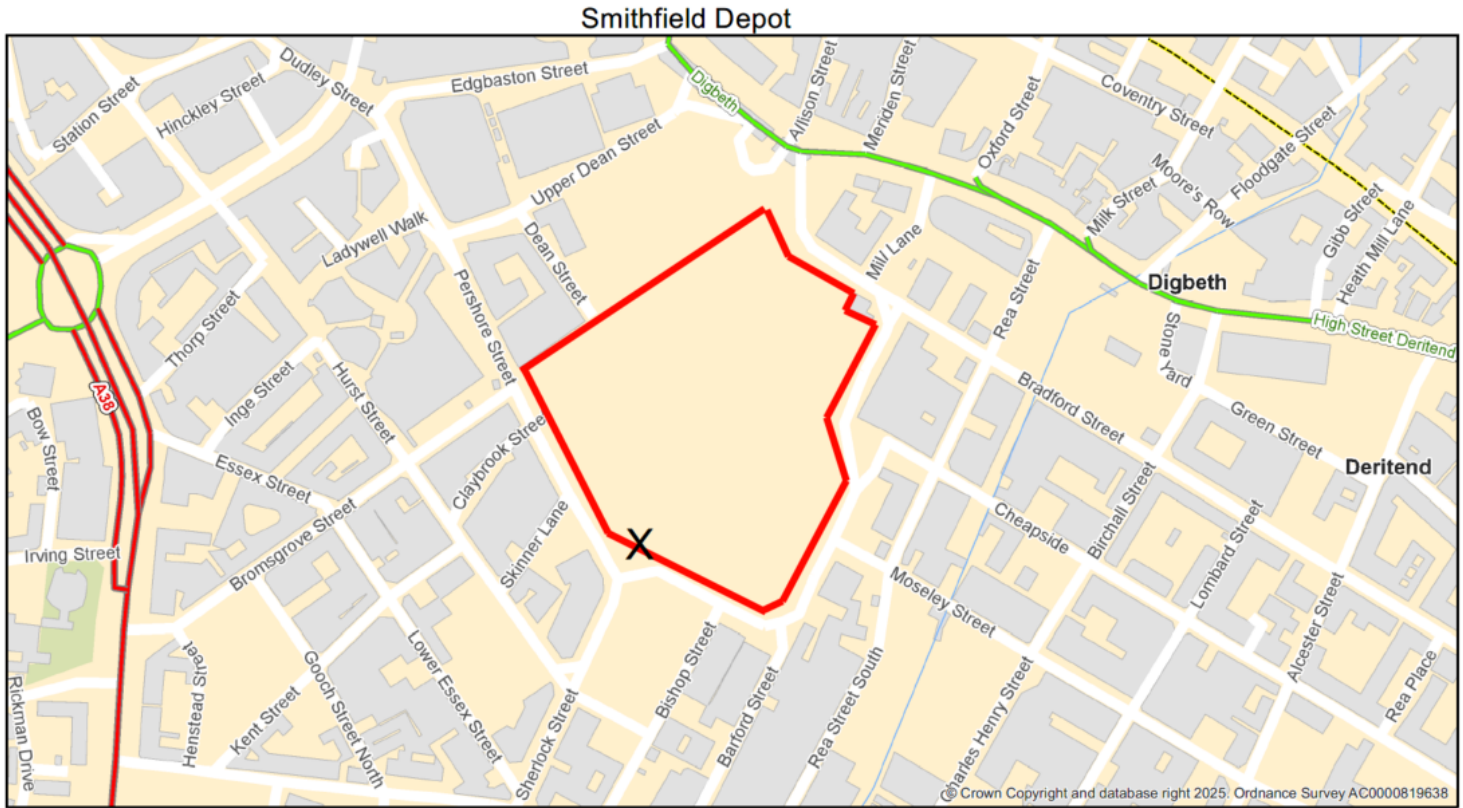 Smithfield Depot
Station Street
Hinckley Street
Dudley Street
Edgbaston Street
Digbeth
Allison Street
Meriden Street
Oxford Street
Coventry Street
Moore's Row
Floodgate Street
Milk Street
Gibb Street
Heath Mill Lane
Upper Dean Street
Ladywell Walk
Dean Street
Mill Lane
Rea Street
Digbeth
High Street Deritend
Stone Yard
Thorp Street
Pershore Street
A38
Inge Street
Hurst Street
Bow Street
Essex Street
Claybrook Street
Bradford Street
Green Street
Deritend
Irving Street
Bromsgrove Street
Skinner Lane
X
Cheapside
Birchall Street
Lombard Street
Moseley Street
Rickman Drive
Henstead Street
Kent Street
Gooch Street North
Lower Essex Street
Sherlock Street
Bishop Street
Barford Street
Rea Street South
Charles Henry Street
Alcester Street
Rea Place
© Crown Copyright and database right 2025. Ordnance Survey AC0000819638